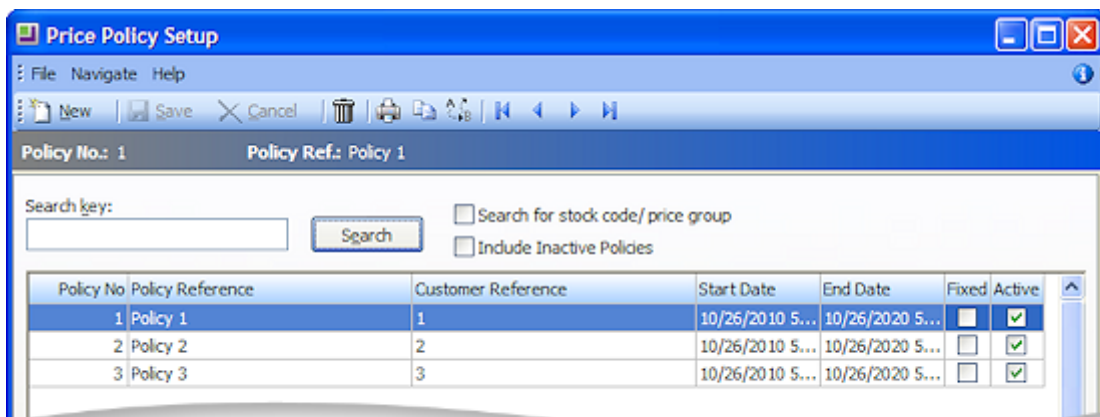 Price Policy Setup
File Navigate Help
New Save Cancel
Policy No.: 1 Policy Ref.: Policy 1
Search key:
Search
Search for stock code/ price group
Include Inactive Policies
Policy No Policy Reference Customer Reference Start Date End Date Fixed Active
1 Policy 1 1 10/26/2010 5... 10/26/2020 5...
2 Policy 2 2 10/26/2010 5... 10/26/2020 5...
3 Policy 3 3 10/26/2010 5... 10/26/2020 5...